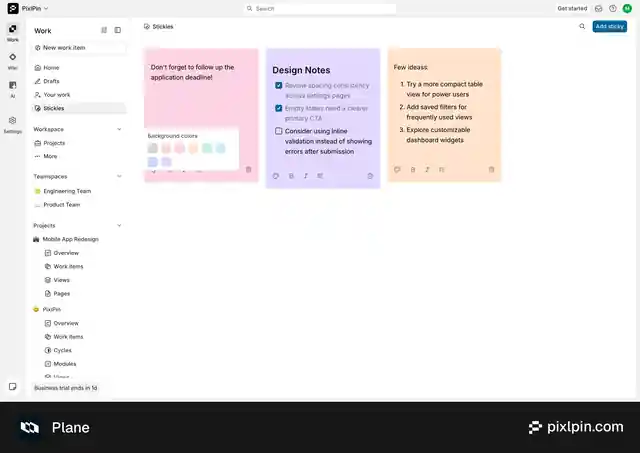 PixlPin
Search
Get started
M
Work
Wiki
AI
Settings
Work
New work item
Home
Drafts
Your work
Stickies
Workspace
Projects
More
Teamspaces
Engineering Team
Product Team
Projects
Mobile App Redesign
Overview
Work items
Views
Pages
PixlPin
Overview
Work items
Cycles
Modules
Views
Business trial ends in 1d
Stickies
Add sticky
Don't forget to follow up the
application deadline!
Background colors
Design Notes
Review spacing consistency
across settings pages
Empty states need a clearer
primary CTA
Consider using inline
validation instead of showing
errors after submission
B
I
Few ideass:
1. Try a more compact table
view for power users
2. Add saved filters for
frequently used views
3. Explore customizable
dashboard widgets
B
I
Plane
pixlpin.com